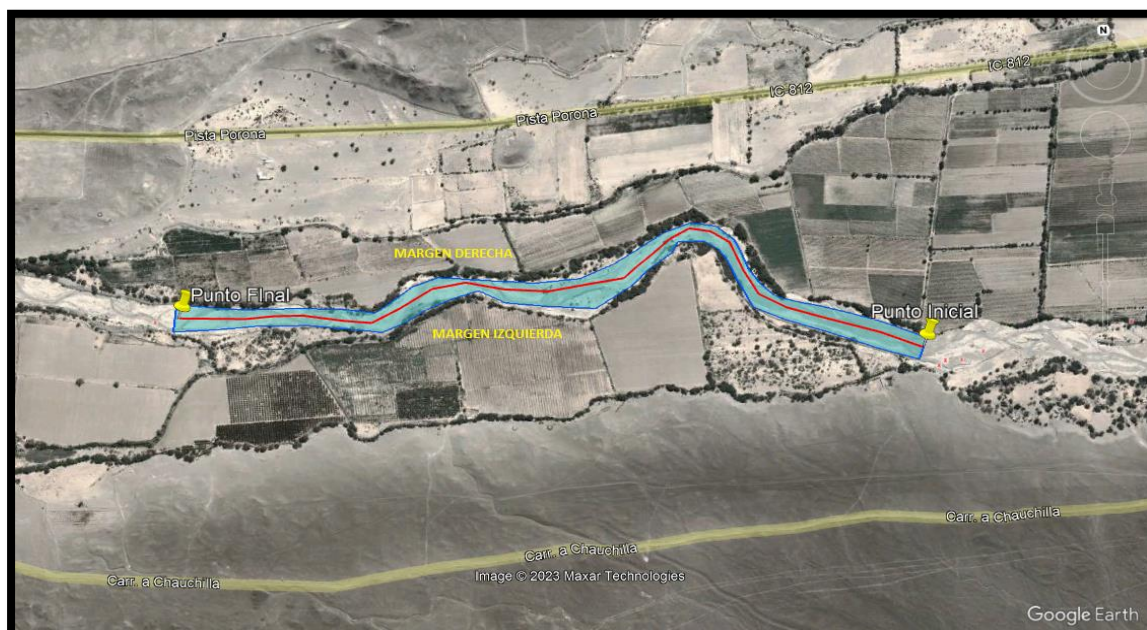 N
IC-812
IC-812
Pista Porona
Pista Porona
MARGEN DERECHA
Punto FInal
Punto Inicial
MARGEN IZQUIERDA
Carr. a Chauchilla
Carr. a Chauchilla
Carr. a Chauchilla
Image © 2023 Maxar Technologies
Google Earth